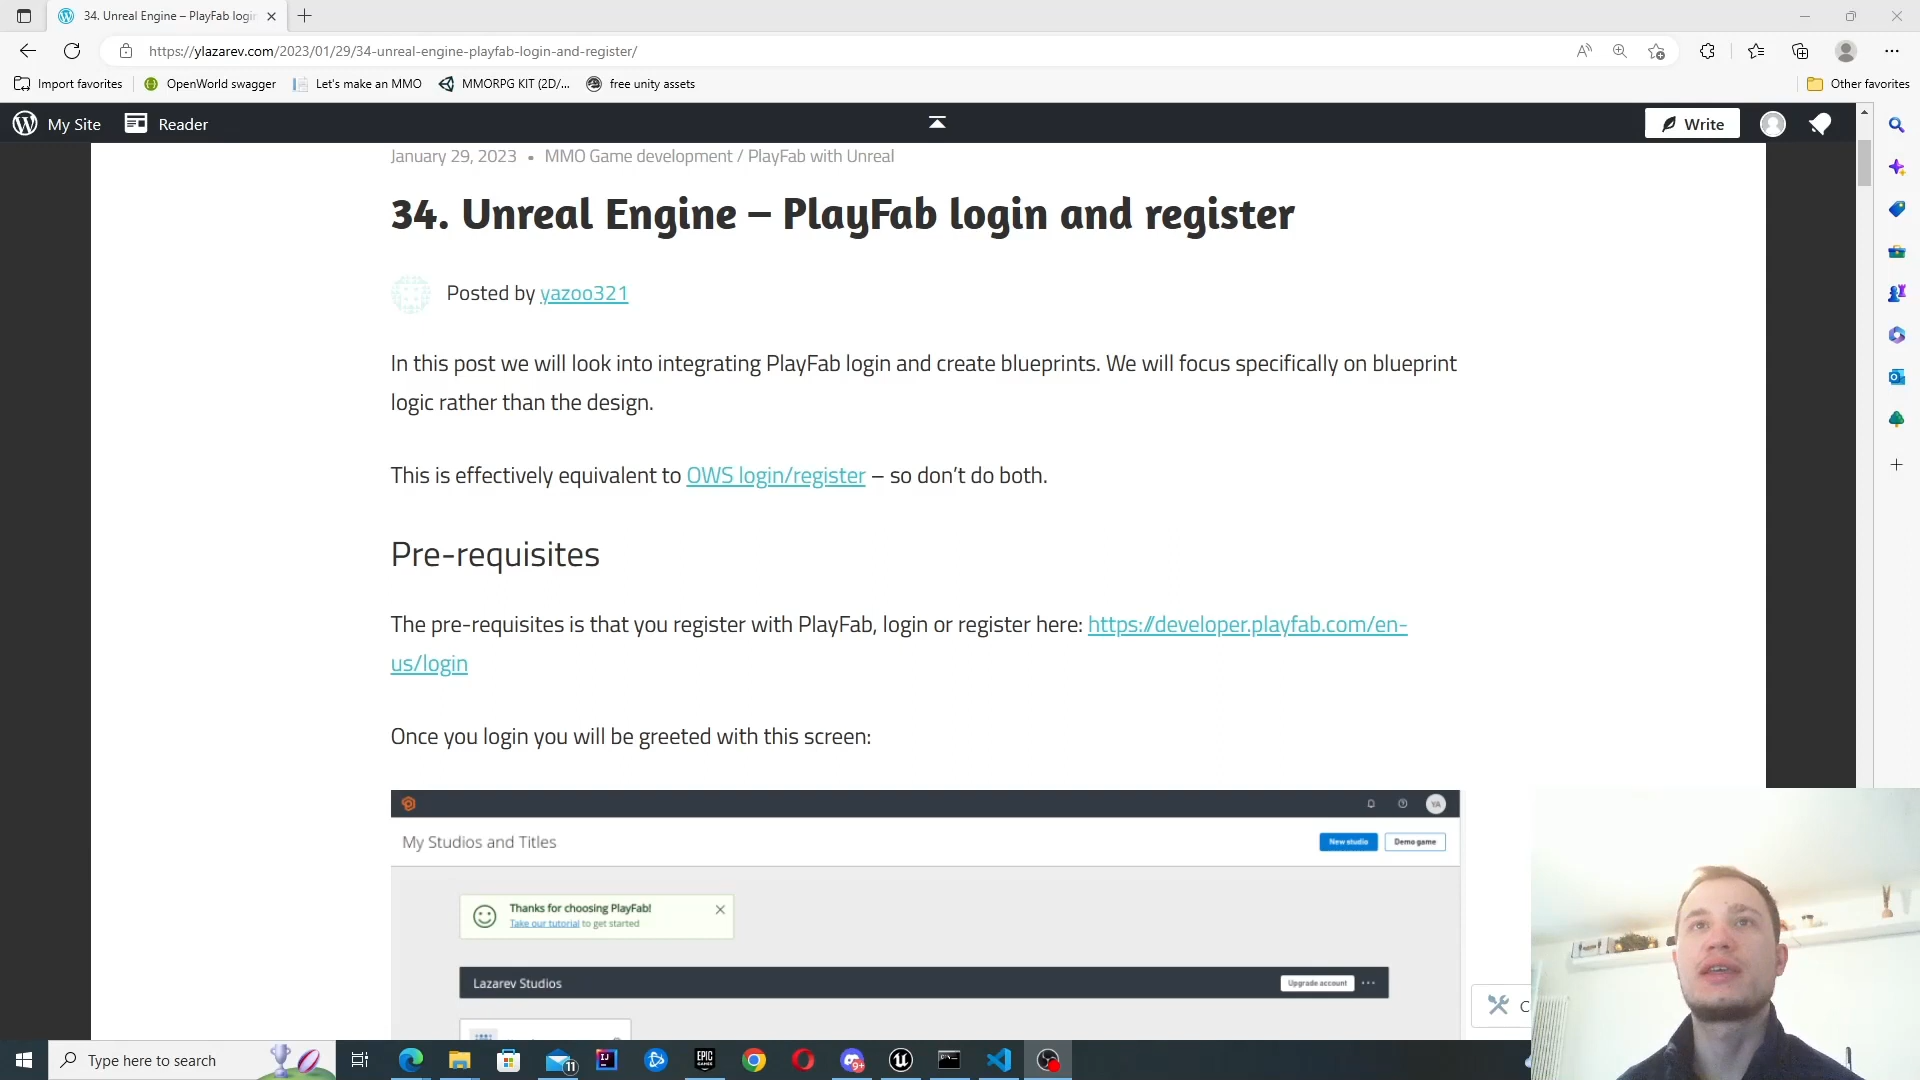 34. Unreal Engine – PlayFab login
https://ylazarev.com/2023/01/29/34-unreal-engine-playfab-login-and-register/
Import favorites
OpenWorld swagger
Let's make an MMO
MMORPG KIT (2D/...
free unity assets
Other favorites
My Site
Reader
Write
January 29, 2023 • MMO Game development / PlayFab with Unreal
34. Unreal Engine – PlayFab login and register
Posted by yazoo321
In this post we will look into integrating PlayFab login and create blueprints. We will focus specifically on blueprint
logic rather than the design.
This is effectively equivalent to OWS login/register – so don’t do both.
Pre-requisites
The pre-requisites is that you register with PlayFab, login or register here: https://developer.playfab.com/en-
us/login
Once you login you will be greeted with this screen:
YA
My Studios and Titles
New studio
Demo game
Thanks for choosing PlayFab!
Take our tutorial to get started
Lazarev Studios
Upgrade account
C
Type here to search
11
IJ
EPIC
GAMES
9+